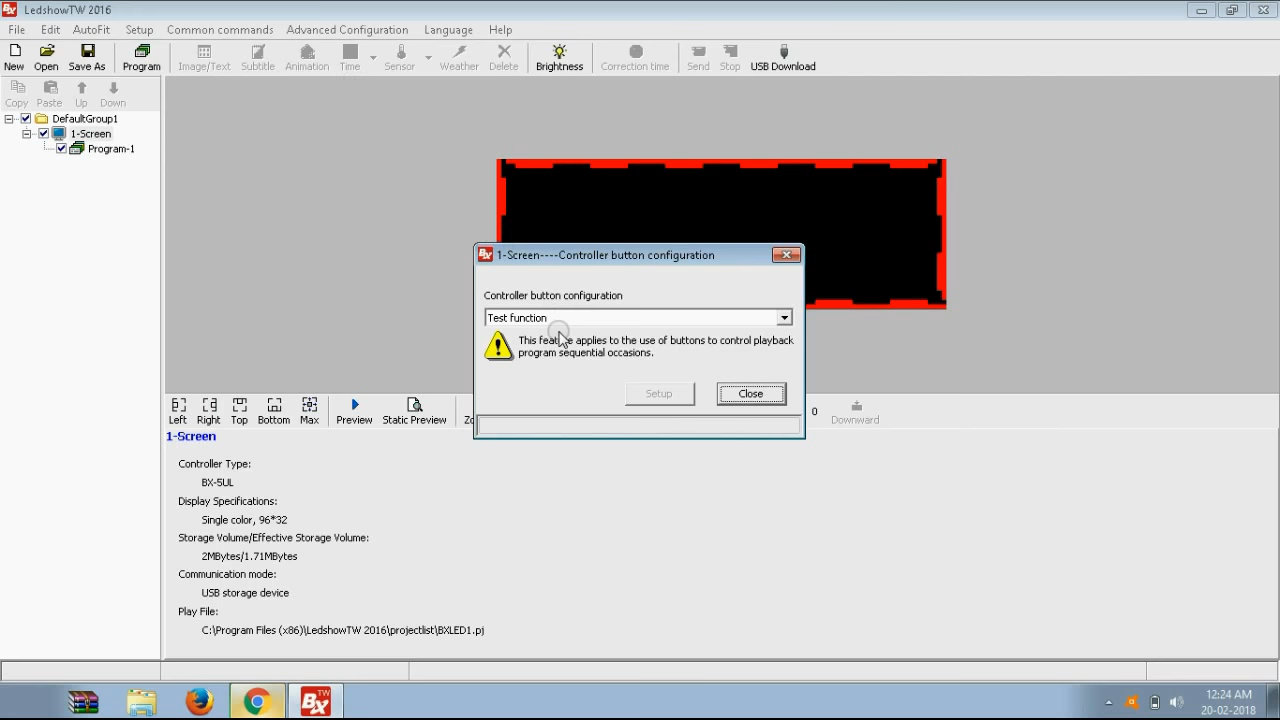 LedshowTW 2016
File Edit AutoFit Setup Common commands Advanced Configuration Language Help
New Open Save As Program Image/Text Subtitle Animation Time Sensor Weather Delete Brightness Correction time Send Stop USB Download
Copy Paste Up Down
DefaultGroup1
1-Screen
Program-1
1-Screen----Controller button configuration
Controller button configuration
Test function
This feature applies to the use of buttons to control playback
program sequential occasions.
Setup Close
Left Right Top Bottom Max Preview Static Preview 0 Downward
1-Screen
Controller Type:
BX-5UL
Display Specifications:
Single color, 96*32
Storage Volume/Effective Storage Volume:
2MBytes/1.71MBytes
Communication mode:
USB storage device
Play File:
C:\Program Files (x86)\LedshowTW 2016\projectlist\BXLED1.pj
12:24 AM
20-02-2018